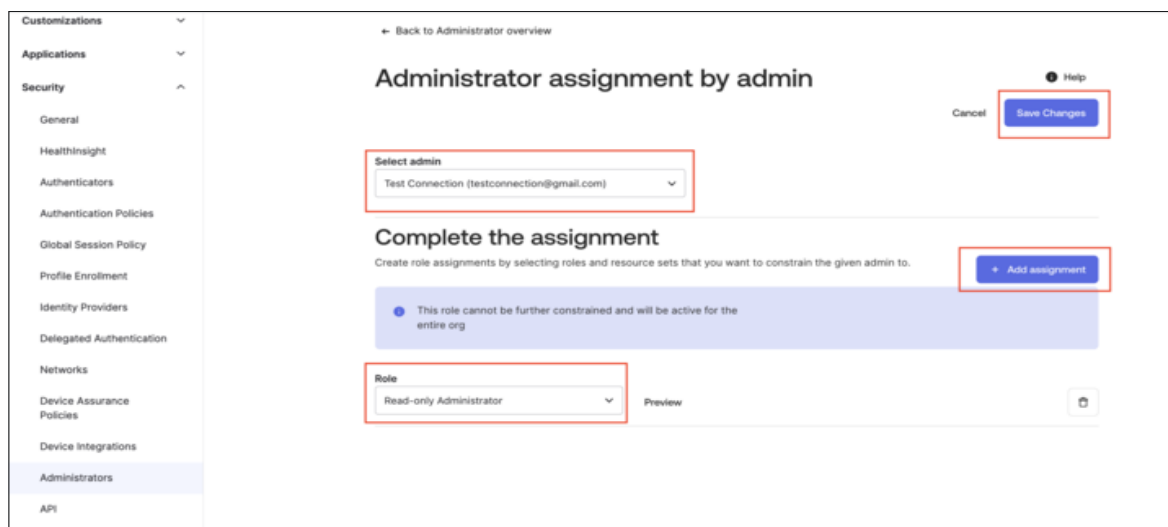 Customizations
Applications
Security
General
HealthInsight
Authenticators
Authentication Policies
Global Session Policy
Profile Enrollment
Identity Providers
Delegated Authentication
Networks
Device Assurance
Policies
Device Integrations
Administrators
API
← Back to Administrator overview
Administrator assignment by admin
Help
Cancel
Save Changes
Select admin
Test Connection (testconnection@gmail.com)
Complete the assignment
Create role assignments by selecting roles and resource sets that you want to constrain the given admin to.
+ Add assignment
This role cannot be further constrained and will be active for the
entire org
Role
Read-only Administrator
Preview